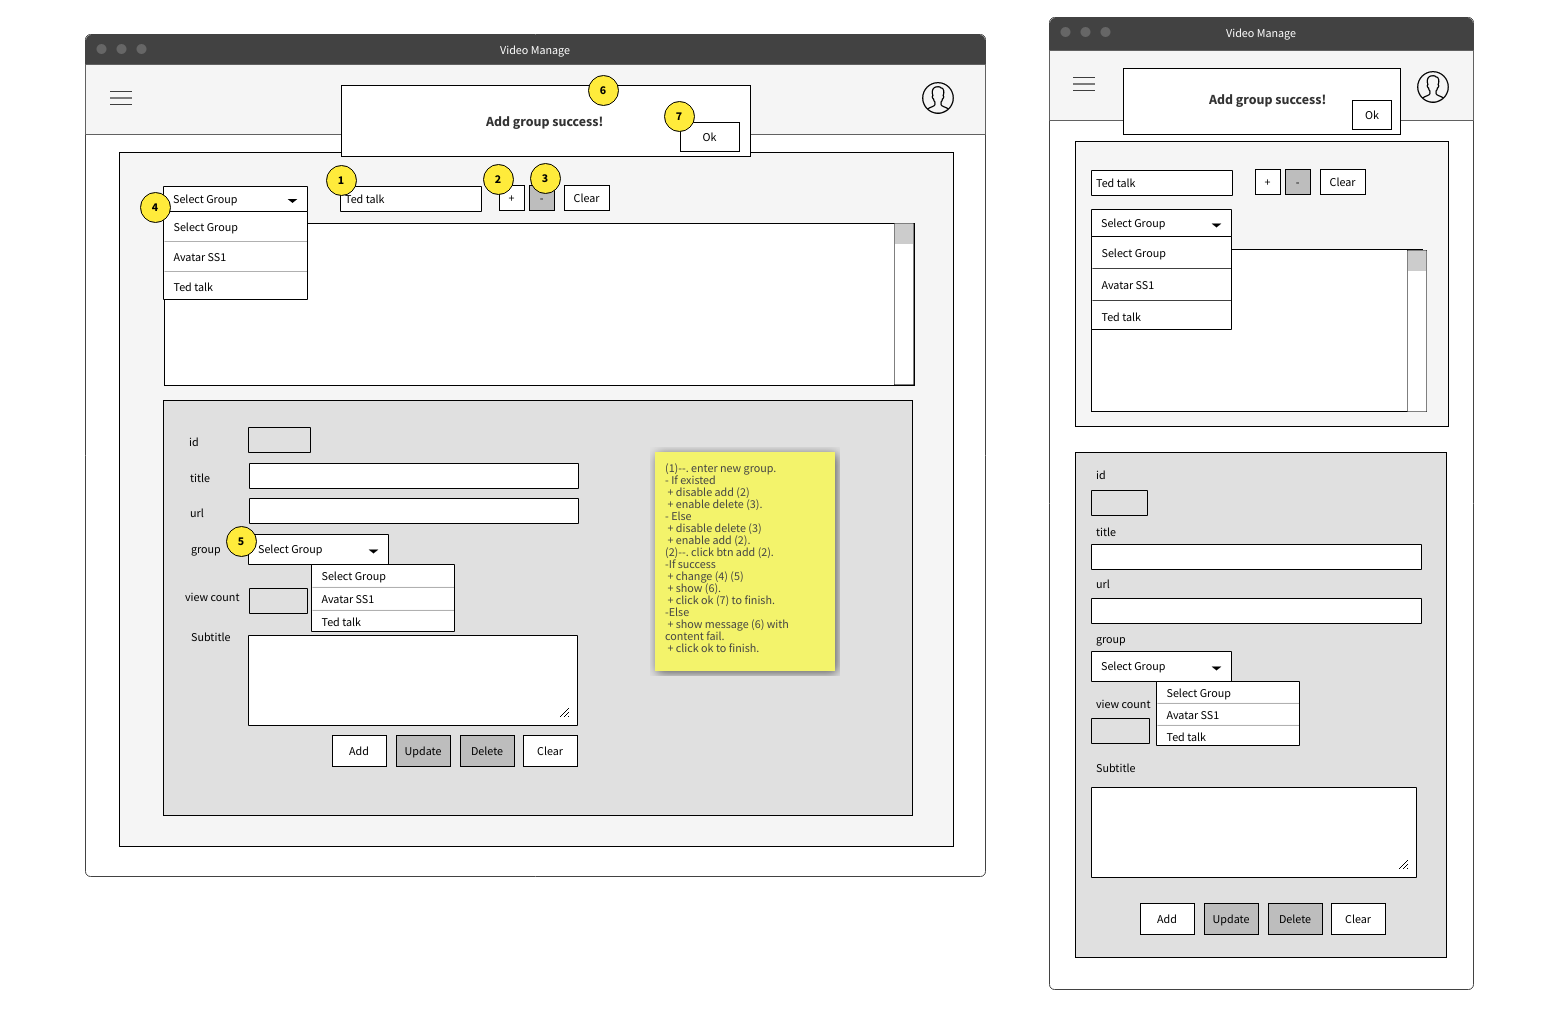 Video Manage
6
Add group success!
7
Ok
1
2
3
4
Select Group
Ted talk
+
-
Clear
Select Group
Avatar SS1
Ted talk
id
title
url
group
5
Select Group
Select Group
view count
Avatar SS1
Ted talk
Subtitle
Add
Update
Delete
Clear
(1)--. enter new group.
- If existed
+ disable add (2)
+ enable delete (3).
- Else
+ disable delete (3)
+ enable add (2).
(2)--. click btn add (2).
-If success
+ change (4) (5)
+ show (6).
+ click ok (7) to finish.
-Else
+ show message (6) with
content fail.
+ click ok to finish.
Video Manage
Add group success!
Ok
Ted talk
+
-
Clear
Select Group
Select Group
Avatar SS1
Ted talk
id
title
url
group
Select Group
Select Group
view count
Avatar SS1
Ted talk
Subtitle
Add
Update
Delete
Clear